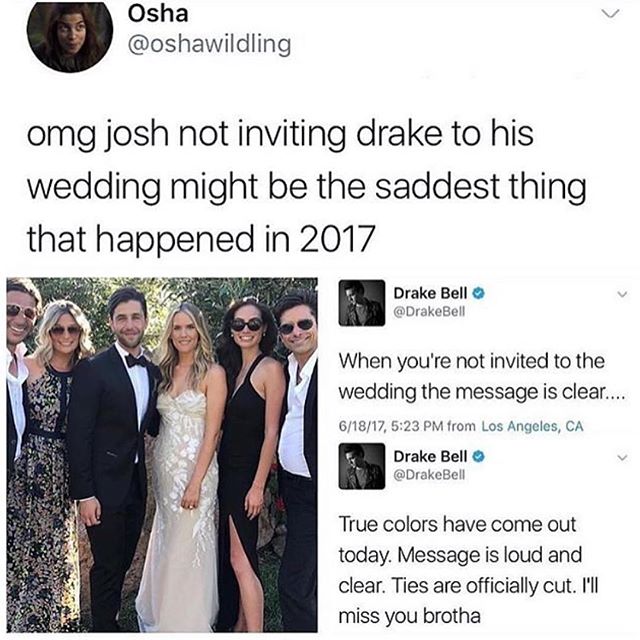 Osha
@oshawildling
omg josh not inviting drake to his
wedding might be the saddest thing
that happened in 2017
Drake Bell
@DrakeBell
When you're not invited to the
wedding the message is clear....
6/18/17, 5:23 PM from Los Angeles, CA
Drake Bell
@DrakeBell
True colors have come out
today. Message is loud and
clear. Ties are officially cut. I'll
miss you brotha